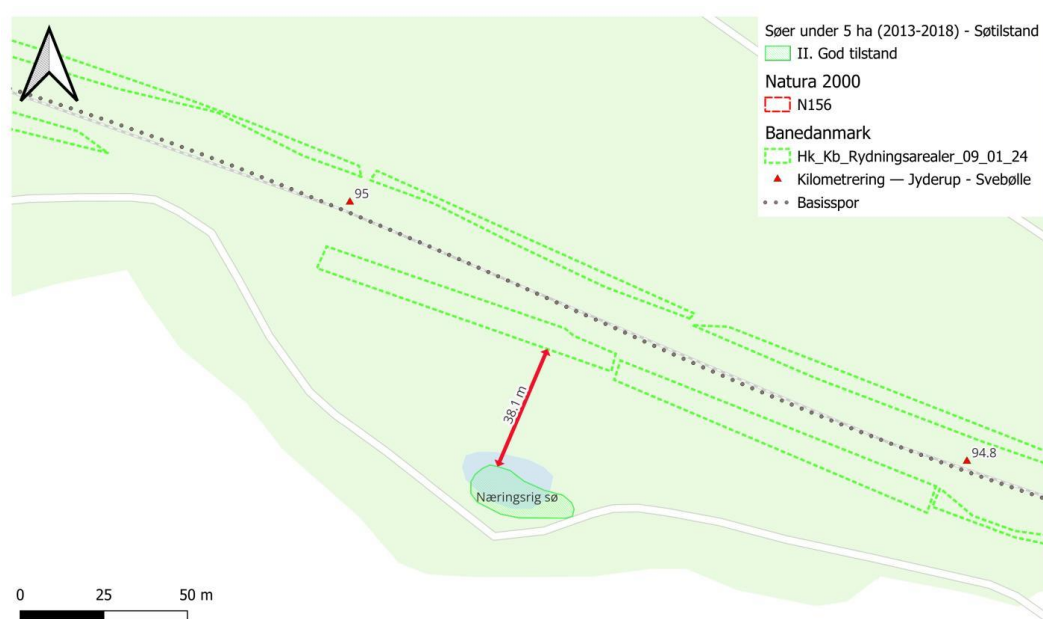 Søer under 5 ha (2013-2018) - Søtilstand
II. God tilstand
Natura 2000
N156
Banedanmark
Hk_Kb_Rydningsarealer_09_01_24
Kilometrering — Jyderup - Svebølle
Basisspor
95
38.1 m
94.8
Næringsrig sø
0 25 50 m